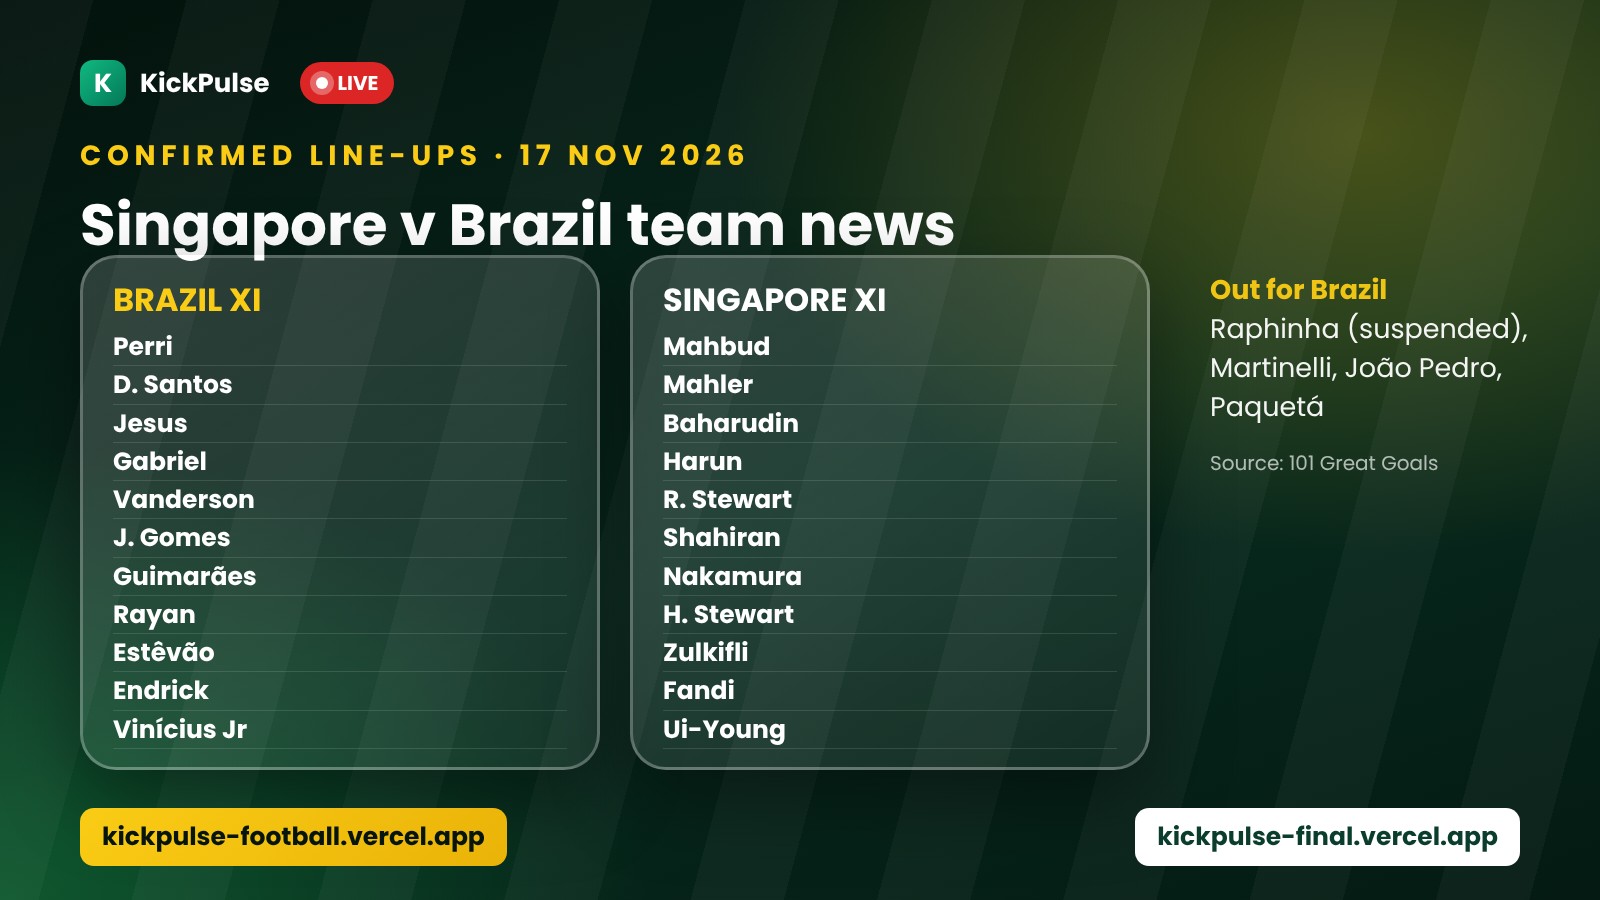 K KickPulse LIVE
CONFIRMED LINE-UPS · 17 NOV 2026
Singapore v Brazil team news
BRAZIL XI
Perri
D. Santos
Jesus
Gabriel
Vanderson
J. Gomes
Guimarães
Rayan
Estêvão
Endrick
Vinícius Jr
SINGAPORE XI
Mahbud
Mahler
Baharudin
Harun
R. Stewart
Shahiran
Nakamura
H. Stewart
Zulkifli
Fandi
Ui-Young
Out for Brazil
Raphinha (suspended),
Martinelli, João Pedro,
Paquetá
Source: 101 Great Goals
kickpulse-football.vercel.app
kickpulse-final.vercel.app